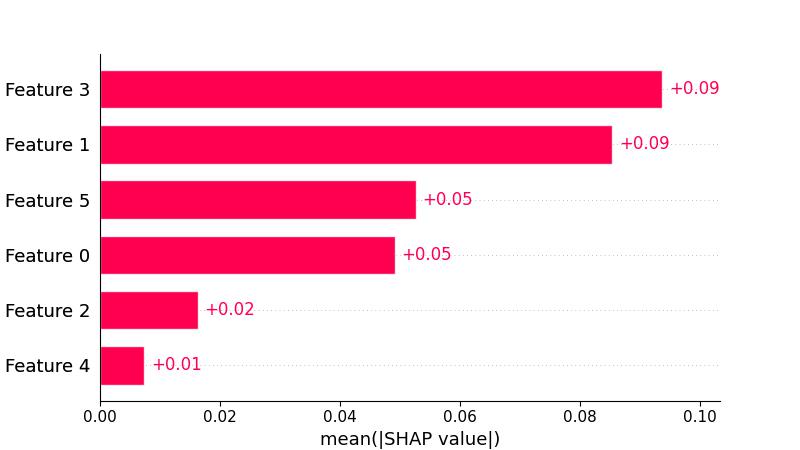 Feature 3 +0.09
Feature 1 +0.09
Feature 5 +0.05
Feature 0 +0.05
Feature 2 +0.02
Feature 4 +0.01
0.00 0.02 0.04 0.06 0.08 0.10
mean(|SHAP value|)